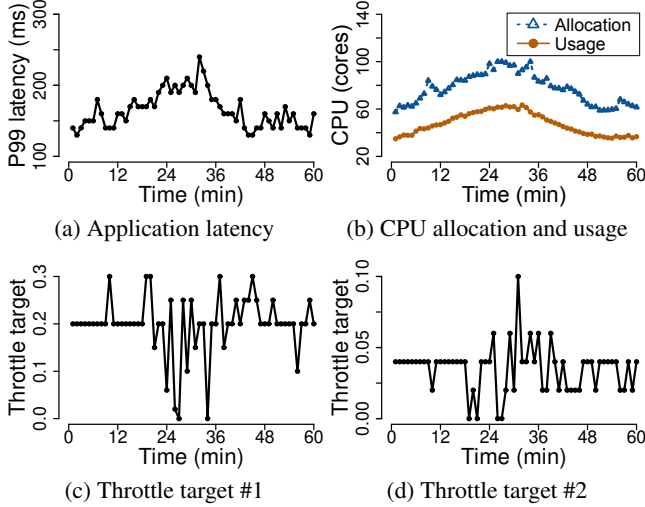 P99 latency (ms)
100
200
300
0
12
24
36
48
60
Time (min)
(a) Application latency
CPU (cores)
20
60
100
140
Allocation
Usage
0
12
24
36
48
60
Time (min)
(b) CPU allocation and usage
Throttle target
0.0
0.2
0.3
0
12
24
36
48
60
Time (min)
(c) Throttle target #1
Throttle target
0.00
0.05
0.10
0
12
24
36
48
60
Time (min)
(d) Throttle target #2